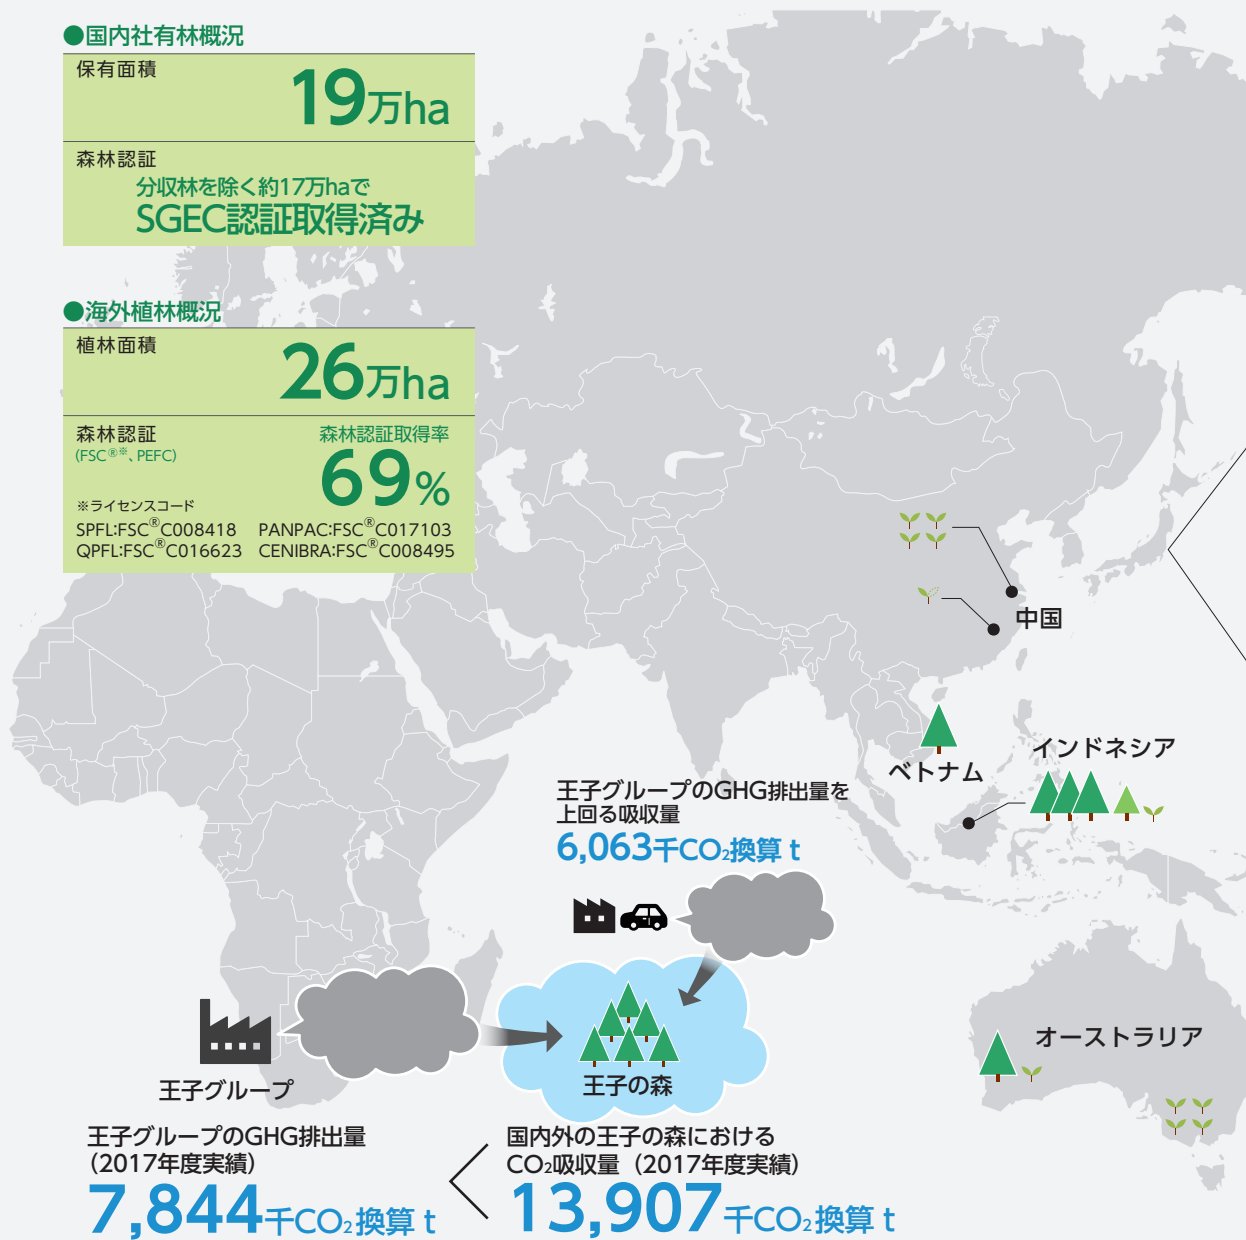 ●国内社有林概況
保有面積
19万ha
森林認証
分収林を除く約17万haで
SGEC認証取得済み
●海外植林概況
植林面積
26万ha
森林認証
(FSC®※、PEFC)
森林認証取得率
69%
※ライセンスコード
SPFL:FSC®C008418 PANPAC:FSC®C017103
QPFL:FSC®C016623 CENIBRA:FSC®C008495
中国
ベトナム
インドネシア
オーストラリア
王子グループのGHG排出量を
上回る吸収量
6,063千CO₂換算 t
王子グループ
王子の森
王子グループのGHG排出量
(2017年度実績)
7,844千CO₂換算 t
国内外の王子の森における
CO₂吸収量(2017年度実績)
13,907千CO₂換算 t